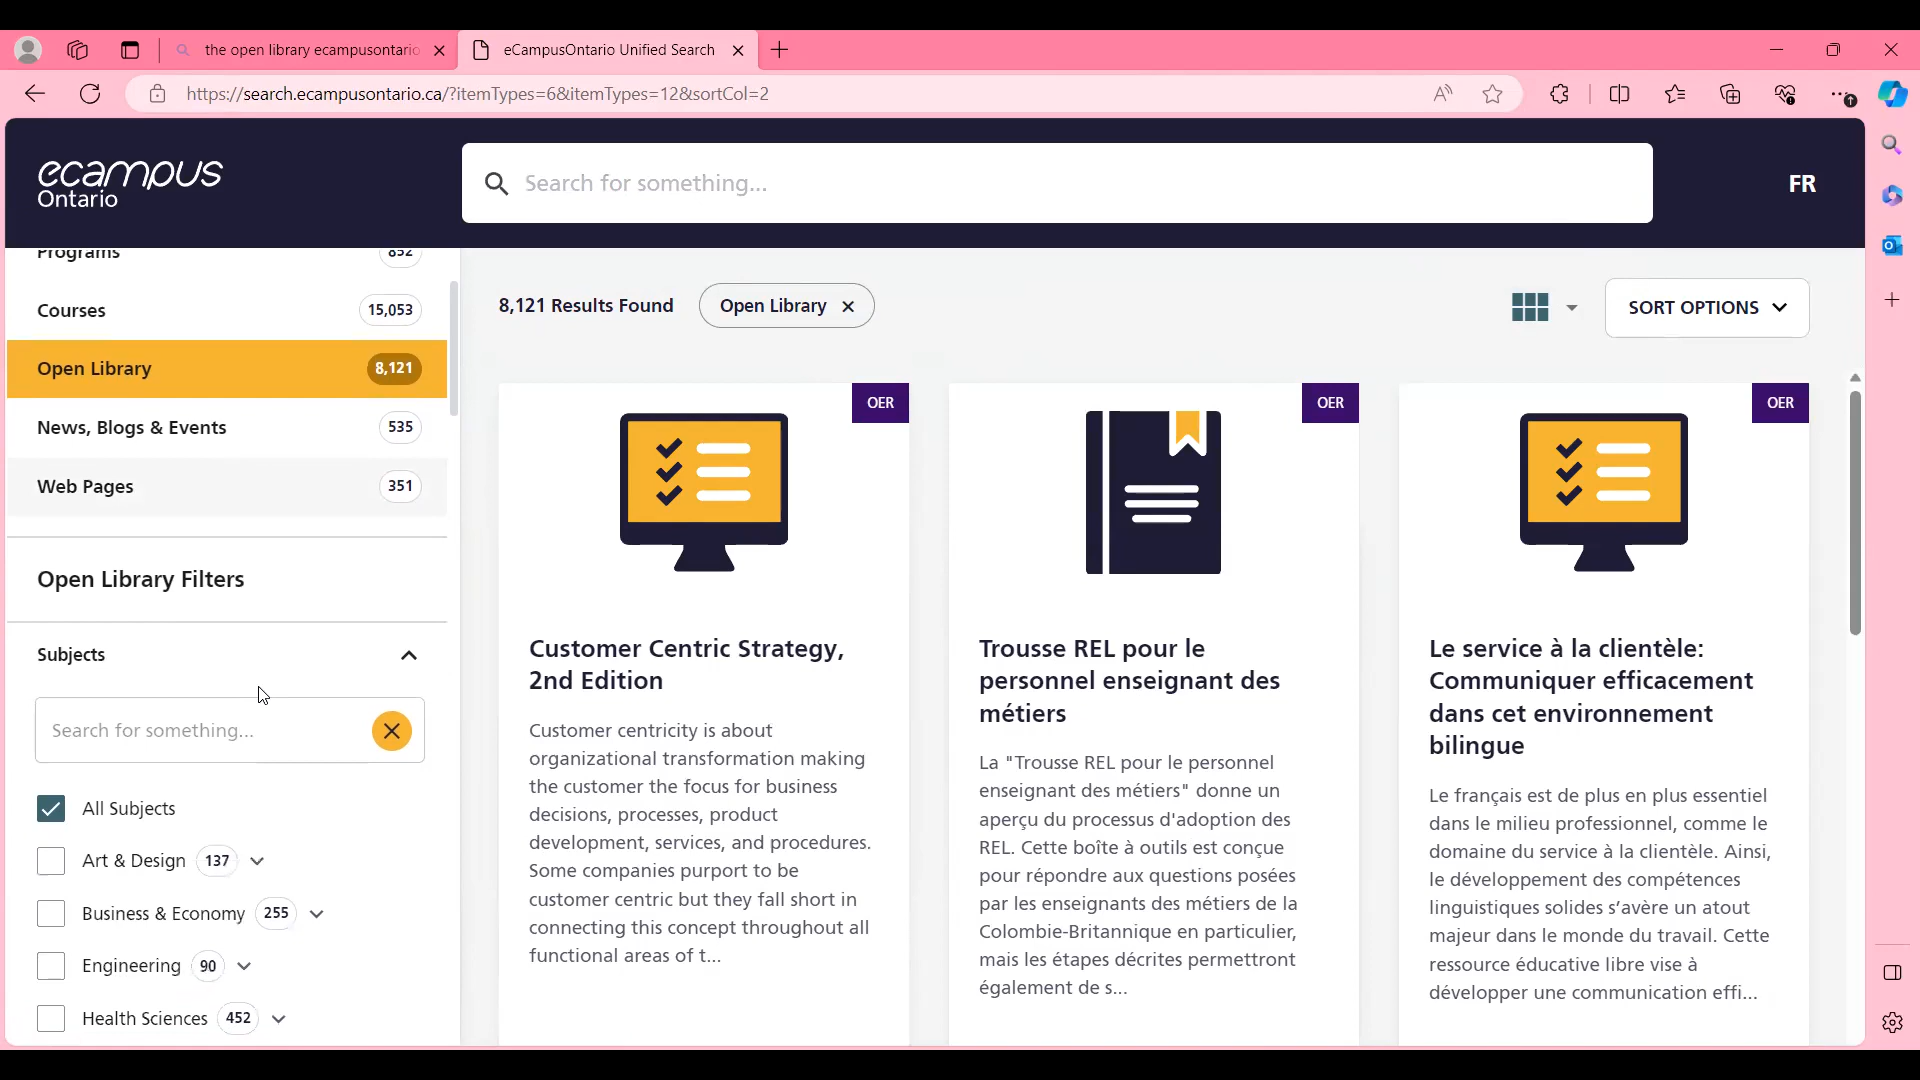 the open library ecampusontario
eCampusOntario Unified Search
https://search.ecampusontario.ca/?itemTypes=6&itemTypes=12&sortCol=2
ecampus
Ontario
Search for something...
FR
Programs 852
Courses 15,053
Open Library 8,121
News, Blogs & Events 535
Web Pages 351
Open Library Filters
Subjects
Search for something...
All Subjects
Art & Design 137
Business & Economy 255
Engineering 90
Health Sciences 452
8,121 Results Found
Open Library
SORT OPTIONS
OER
Customer Centric Strategy,
2nd Edition
Customer centricity is about
organizational transformation making
the customer the focus for business
decisions, processes, product
development, services, and procedures.
Some companies purport to be
customer centric but they fall short in
connecting this concept throughout all
functional areas of t...
OER
Trousse REL pour le
personnel enseignant des
métiers
La "Trousse REL pour le personnel
enseignant des métiers" donne un
aperçu du processus d'adoption des
REL. Cette boîte à outils est conçue
pour répondre aux questions posées
par les enseignants des métiers de la
Colombie-Britannique en particulier,
mais les étapes décrites permettront
également de s...
OER
Le service à la clientèle:
Communiquer efficacement
dans cet environnement
bilingue
Le français est de plus en plus essentiel
dans le milieu professionnel, comme le
domaine du service à la clientèle. Ainsi,
le développement des compétences
linguistiques solides s’avère un atout
majeur dans le monde du travail. Cette
ressource éducative libre vise à
développer une communication effi...